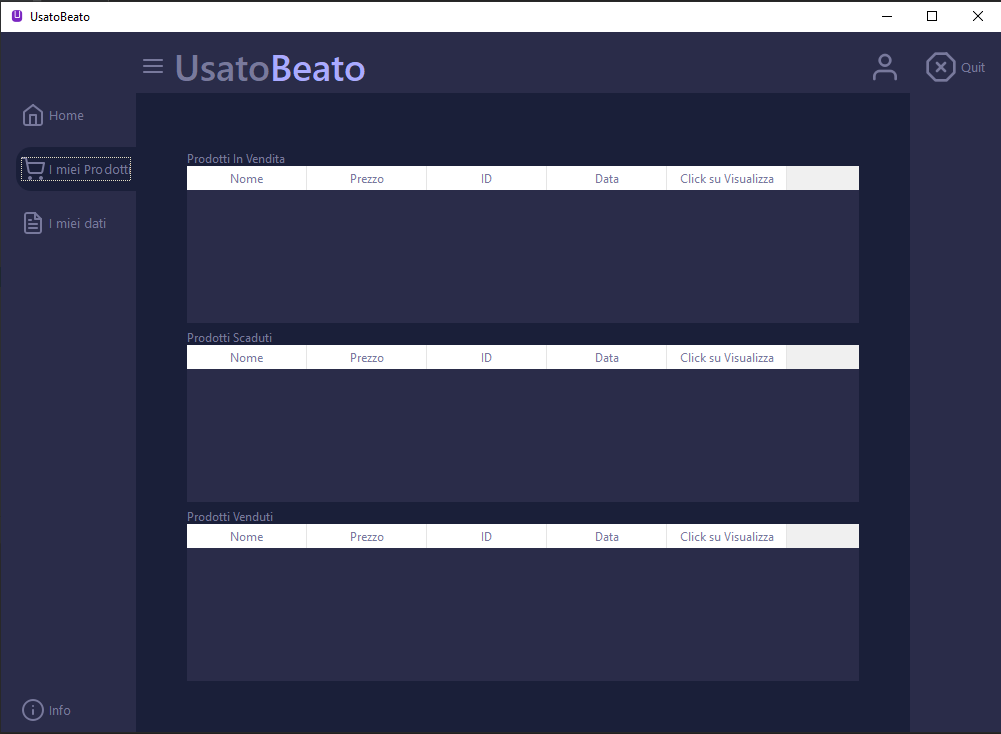 UsatoBeato
UsatoBeato
Quit
Home
I miei Prodotti
I miei dati
Prodotti In Vendita
Nome Prezzo ID Data Click su Visualizza
Prodotti Scaduti
Nome Prezzo ID Data Click su Visualizza
Prodotti Venduti
Nome Prezzo ID Data Click su Visualizza
Info